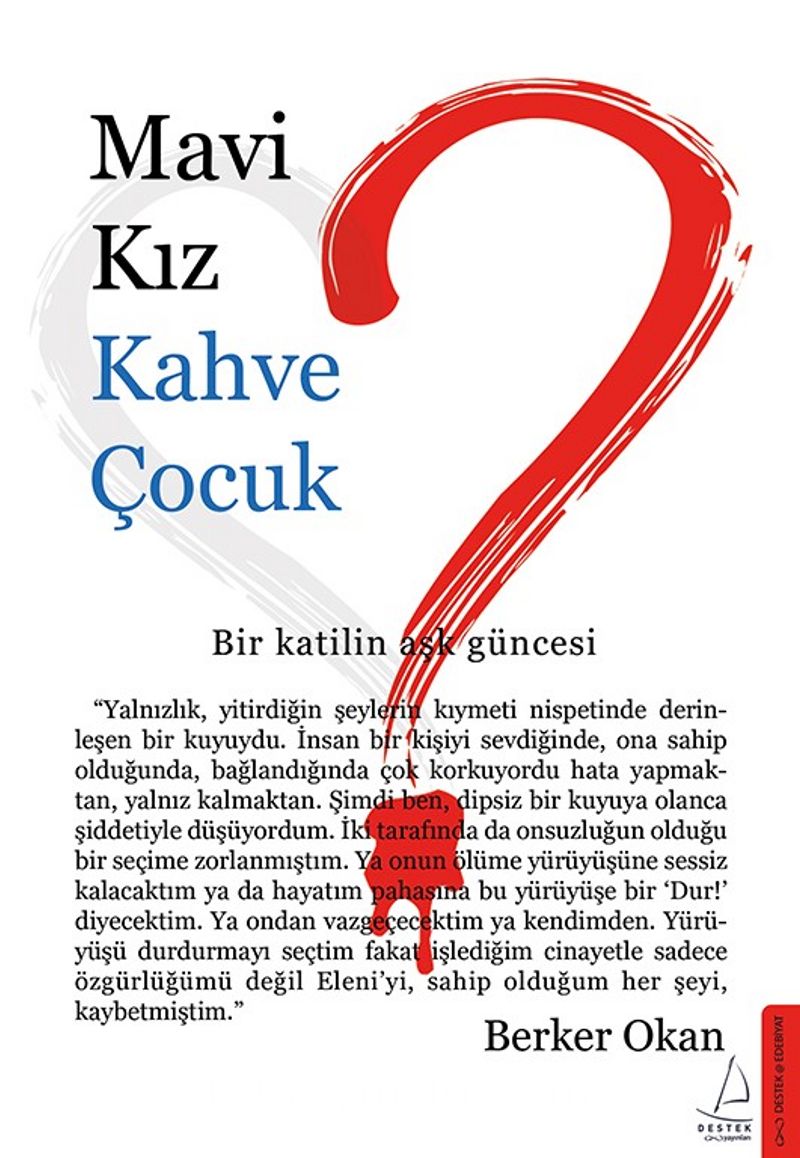 Mavi
Kız
Kahve
Çocuk
Bir katilin aşk güncesi
“Yalnızlık, yitirdiğin şeylerin kıymeti nispetinde derin-
leşen bir kuyuydu. İnsan bir kişiyi sevdiğinde, ona sahip
olduğunda, bağlandığında çok korkuyordu hata yapmak-
tan, yalnız kalmaktan. Şimdi ben, dipsiz bir kuyuya olanca
şiddetiyle düşüyordum. İki tarafında da onsuzluğun olduğu
bir seçime zorlanmıştım. Ya onun ölüme yürüyüşüne sessiz
kalacaktım ya da hayatım pahasına bu yürüyüşe bir ‘Dur!’
diyecektim. Ya ondan vazgeçecektim ya kendimden. Yürü-
yüşü durdurmayı seçtim fakat işlediğim cinayetle sadece
özgürlüğümü değil Eleni’yi, sahip olduğum her şeyi,
kaybetmiştim.”
Berker Okan
DESTEK
yayınları
DESTEK @ EDEBİYAT